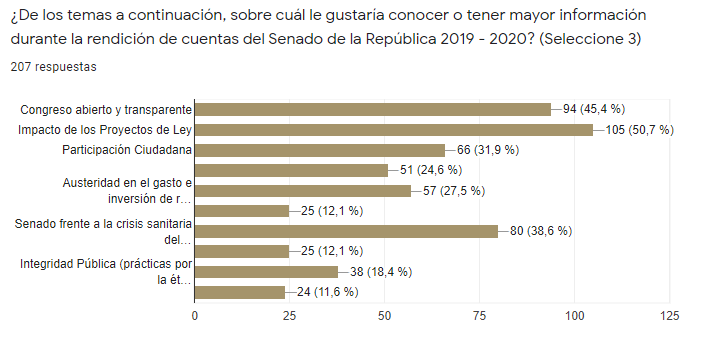 ¿De los temas a continuación, sobre cuál le gustaría conocer o tener mayor información
durante la rendición de cuentas del Senado de la República 2019 - 2020? (Seleccione 3)
207 respuestas
Congreso abierto y transparente
94 (45,4 %)
Impacto de los Proyectos de Ley
105 (50,7 %)
Participación Ciudadana
66 (31,9 %)
51 (24,6 %)
Austeridad en el gasto e
inversión de r…
57 (27,5 %)
25 (12,1 %)
Senado frente a la crisis sanitaria
del…
80 (38,6 %)
25 (12,1 %)
Integridad Pública (prácticas por
la ét…
38 (18,4 %)
24 (11,6 %)
0 25 50 75 100 125